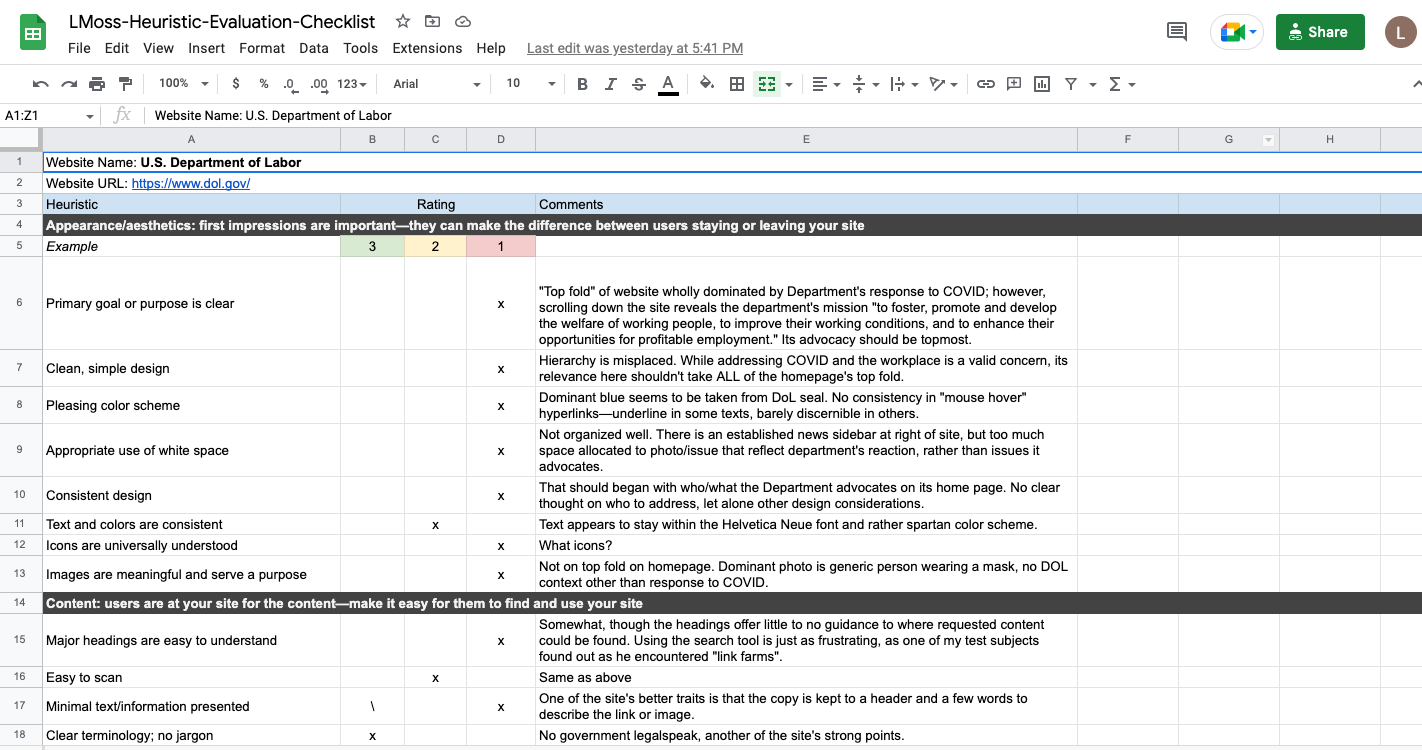 LMoss-Heuristic-Evaluation-Checklist
File Edit View Insert Format Data Tools Extensions Help Last edit was yesterday at 5:41 PM
Share
L
100% $ % .0 .00 123 Arial 10 B I S A
A1:Z1 fx Website Name: U.S. Department of Labor
A B C D E F G H
1 Website Name: U.S. Department of Labor
2 Website URL: https://www.dol.gov/
3 Heuristic Rating Comments
4 Appearance/aesthetics: first impressions are important—they can make the difference between users staying or leaving your site
5 Example 3 2 1
6 Primary goal or purpose is clear x
"Top fold" of website wholly dominated by Department's response to COVID; however,
scrolling down the site reveals the department's mission "to foster, promote and develop
the welfare of working people, to improve their working conditions, and to enhance their
opportunities for profitable employment." Its advocacy should be topmost.
7 Clean, simple design x
Hierarchy is misplaced. While addressing COVID and the workplace is a valid concern, its
relevance here shouldn't take ALL of the homepage's top fold.
8 Pleasing color scheme x
Dominant blue seems to be taken from DoL seal. No consistency in "mouse hover"
hyperlinks—underline in some texts, barely discernible in others.
9 Appropriate use of white space x
Not organized well. There is an established news sidebar at right of site, but too much
space allocated to photo/issue that reflect department's reaction, rather than issues it
advocates.
10 Consistent design x
That should began with who/what the Department advocates on its home page. No clear
thought on who to address, let alone other design considerations.
11 Text and colors are consistent x Text appears to stay within the Helvetica Neue font and rather spartan color scheme.
12 Icons are universally understood x What icons?
13 Images are meaningful and serve a purpose x
Not on top fold on homepage. Dominant photo is generic person wearing a mask, no DOL
context other than response to COVID.
14 Content: users are at your site for the content—make it easy for them to find and use your site
15 Major headings are easy to understand x
Somewhat, though the headings offer little to no guidance to where requested content
could be found. Using the search tool is just as frustrating, as one of my test subjects
found out as he encountered "link farms".
16 Easy to scan x Same as above
17 Minimal text/information presented \ x
One of the site's better traits is that the copy is kept to a header and a few words to
describe the link or image.
18 Clear terminology; no jargon x No government legalspeak, another of the site's strong points.